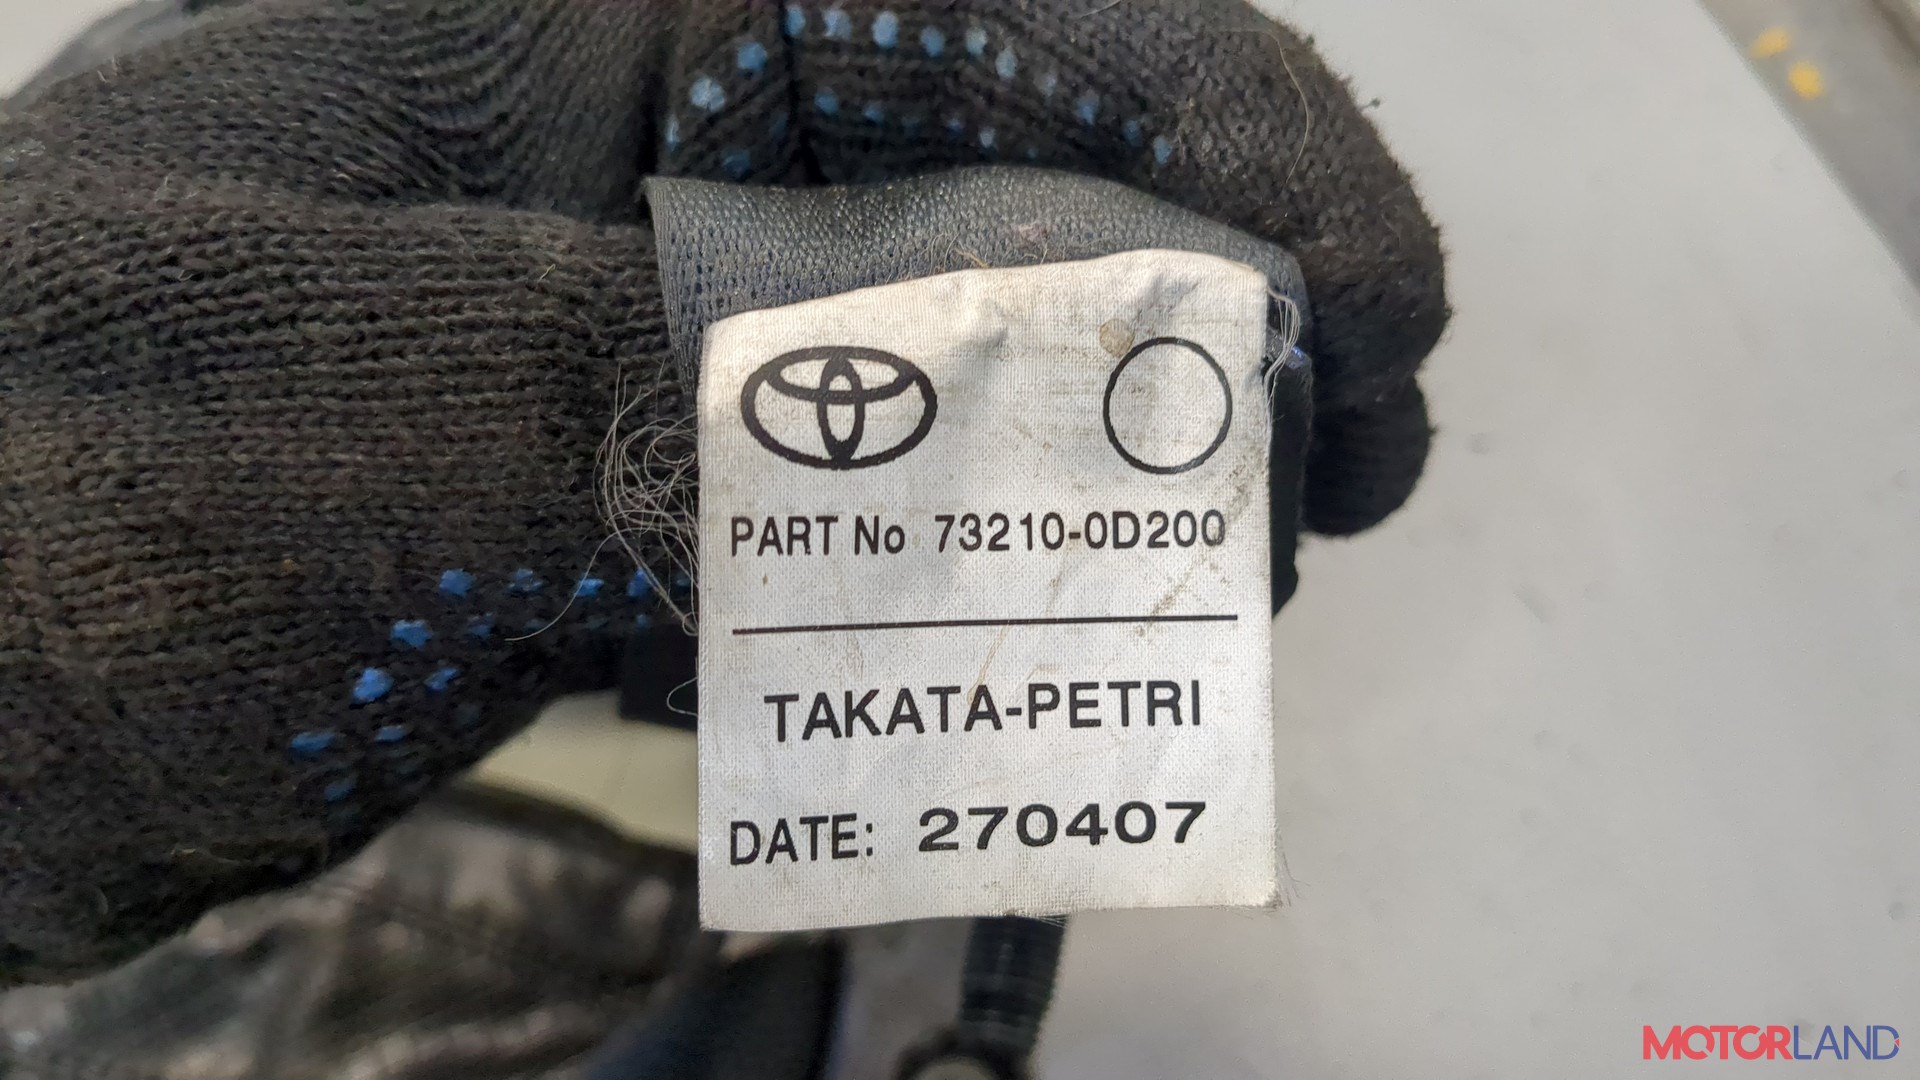 PART No 73210-0D200
TAKATA-PETRI
DATE: 270407
MOTORLAND